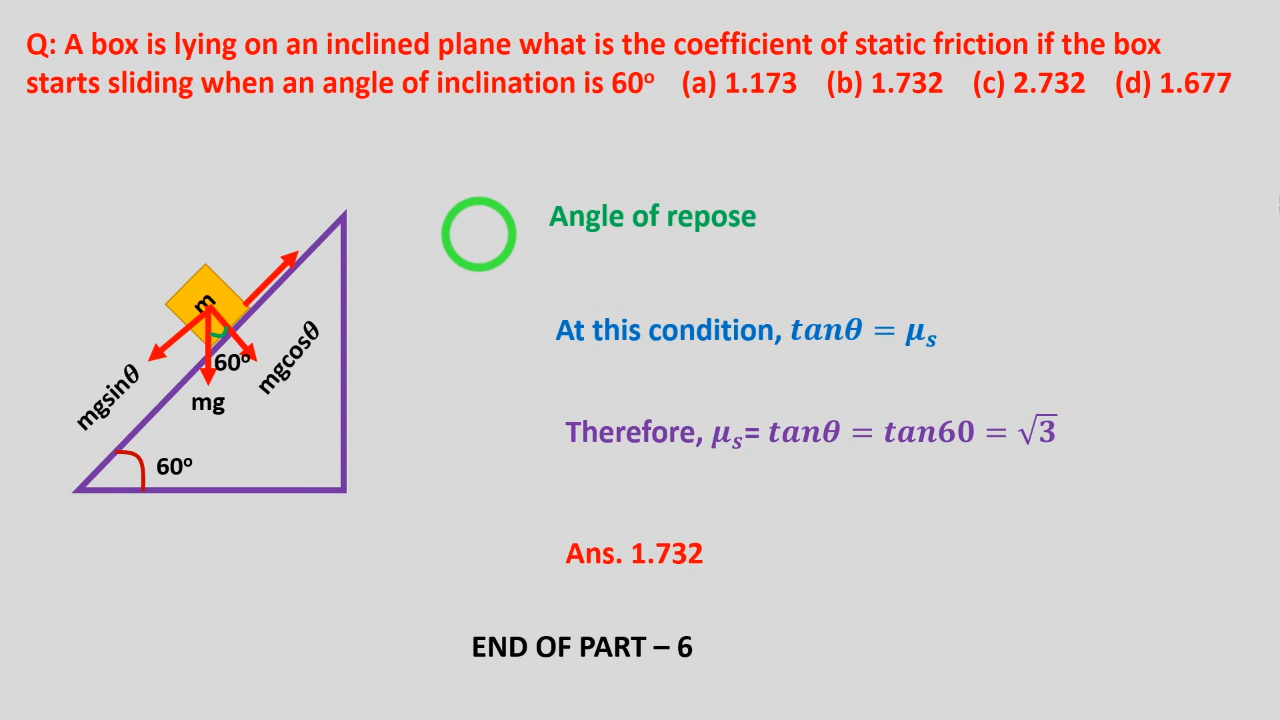 Q: A box is lying on an inclined plane what is the coefficient of static friction if the box
starts sliding when an angle of inclination is 60° (a) 1.173 (b) 1.732 (c) 2.732 (d) 1.677
Angle of repose
m
At this condition, tanθ = μₛ
60°
mgcosθ
mgsinθ
mg
Therefore, μₛ= tanθ = tan60 = √3
60°
Ans. 1.732
END OF PART – 6